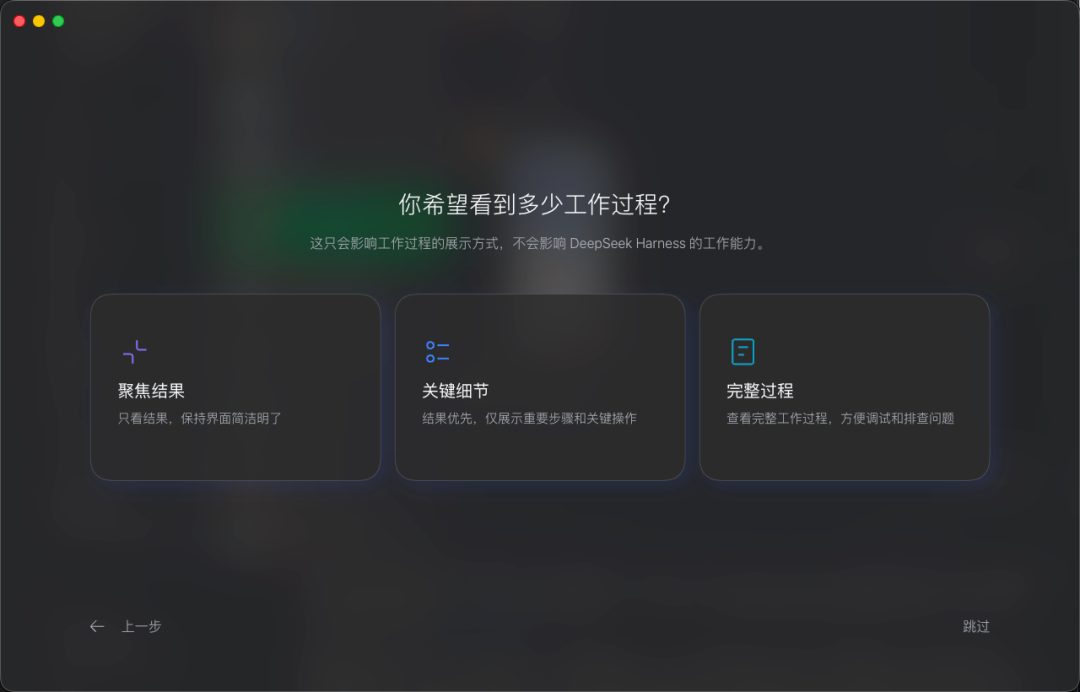 你希望看到多少工作过程?
这只会影响工作过程的展示方式，不会影响 DeepSeek Harness 的工作能力。
聚焦结果
只看结果，保持界面简洁明了
关键细节
结果优先，仅展示重要步骤和关键操作
完整过程
查看完整工作过程，方便调试和排查问题
上一步
跳过